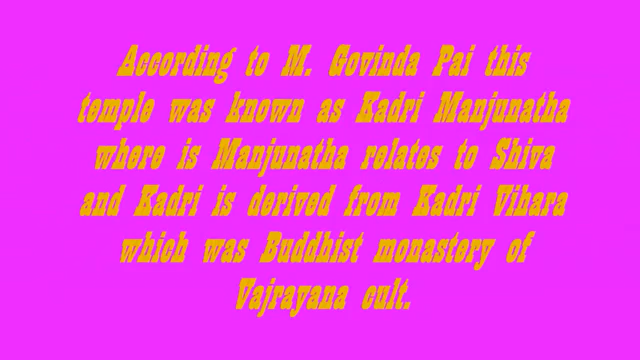 According to M. Govinda Pai this
temple was known as Kadri Manjunatha
where is Manjunatha relates to Shiva
and Kadri is derived from Kadri Vihara
which was Buddhist monastery of
Vajrayana cult.